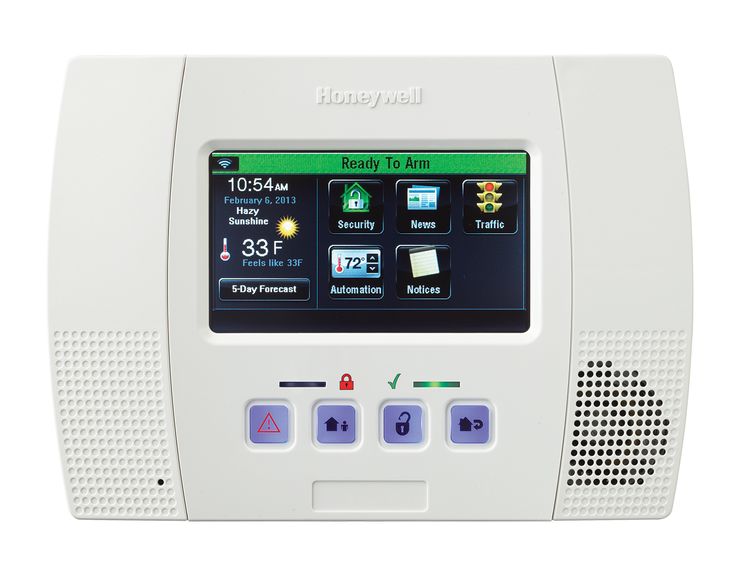 Honeywell
Ready To Arm
10:54AM
February 6, 2013
Hazy
Sunshine
33F
Feels like 33F
5-Day Forecast
Security
News
Traffic
72°
Automation
Notices